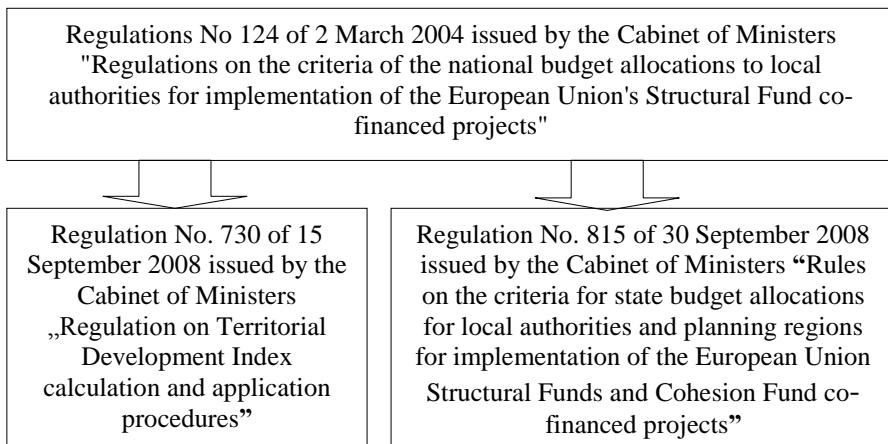 Regulations No 124 of 2 March 2004 issued by the Cabinet of Ministers
"Regulations on the criteria of the national budget allocations to local
authorities for implementation of the European Union's Structural Fund co-
financed projects"
Regulation No. 730 of 15
September 2008 issued by the
Cabinet of Ministers
„Regulation on Territorial
Development Index
calculation and application
procedures”
Regulation No. 815 of 30 September 2008
issued by the Cabinet of Ministers “Rules
on the criteria for state budget allocations
for local authorities and planning regions
for implementation of the European Union
Structural Funds and Cohesion Fund co-
financed projects”